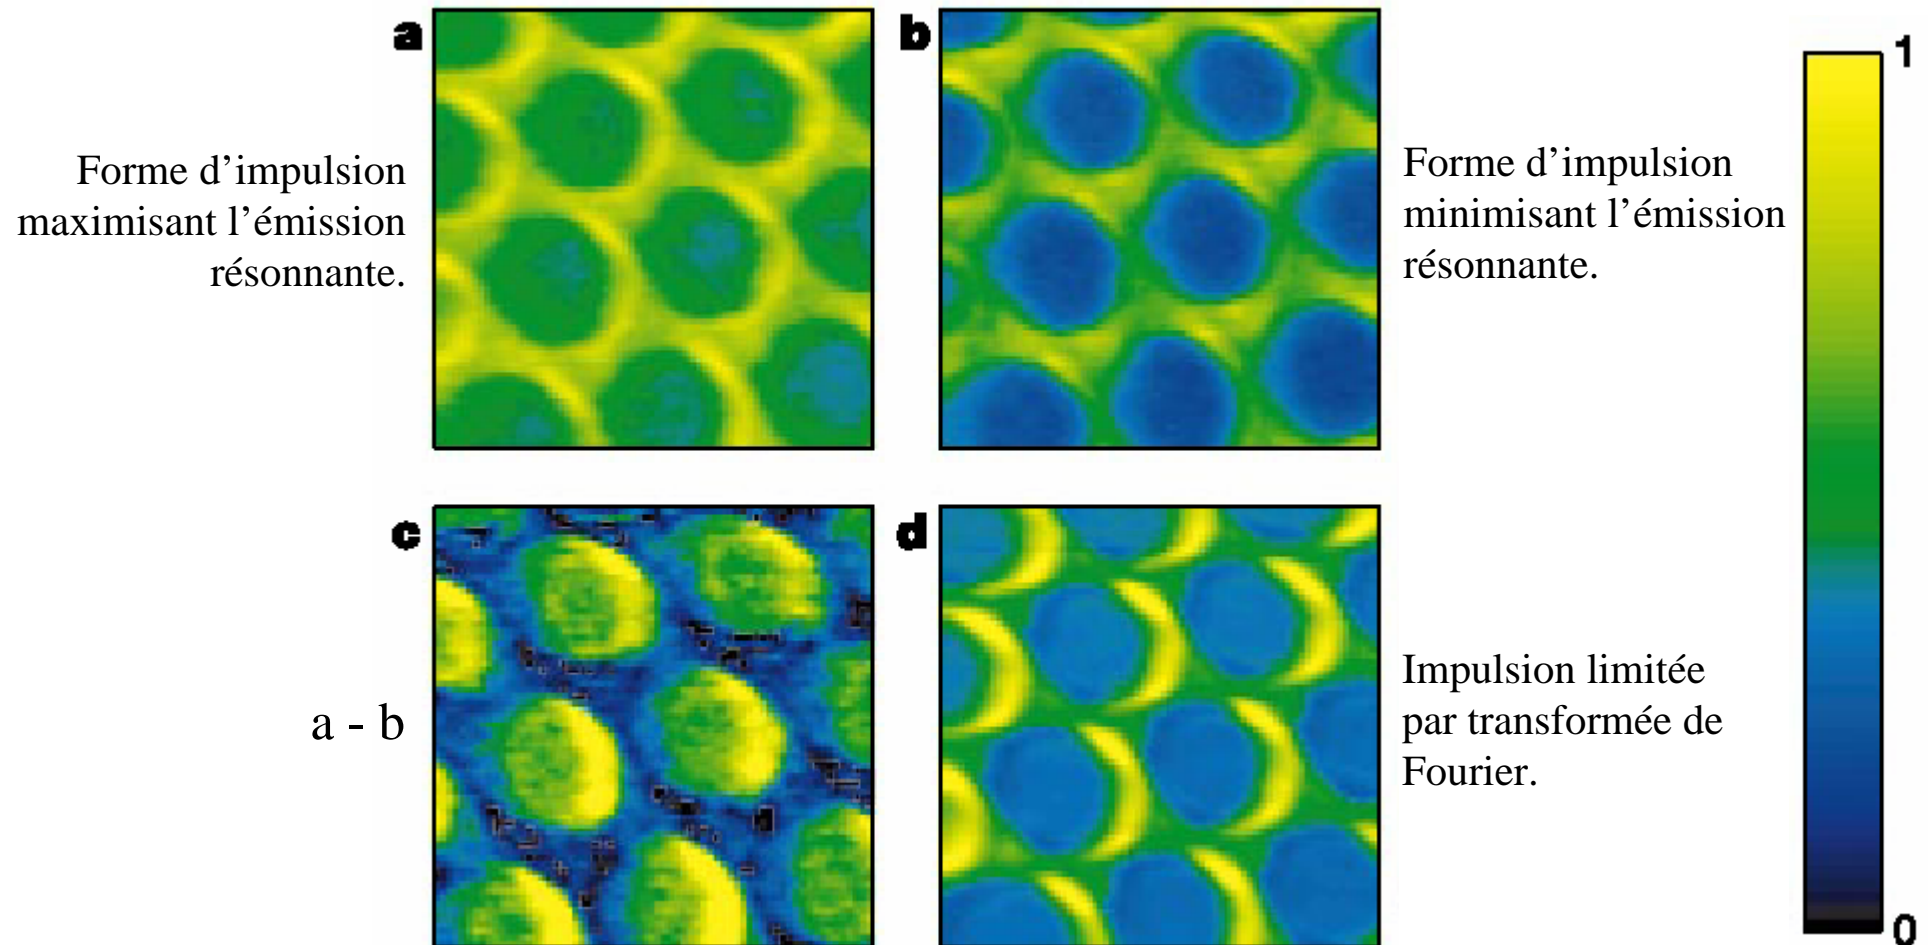 a
Forme d’impulsion
maximisant l’émission
résonnante.
b
Forme d’impulsion
minimisant l’émission
résonnante.
1
c
a - b
d
Impulsion limitée
par transformée de
Fourier.
0